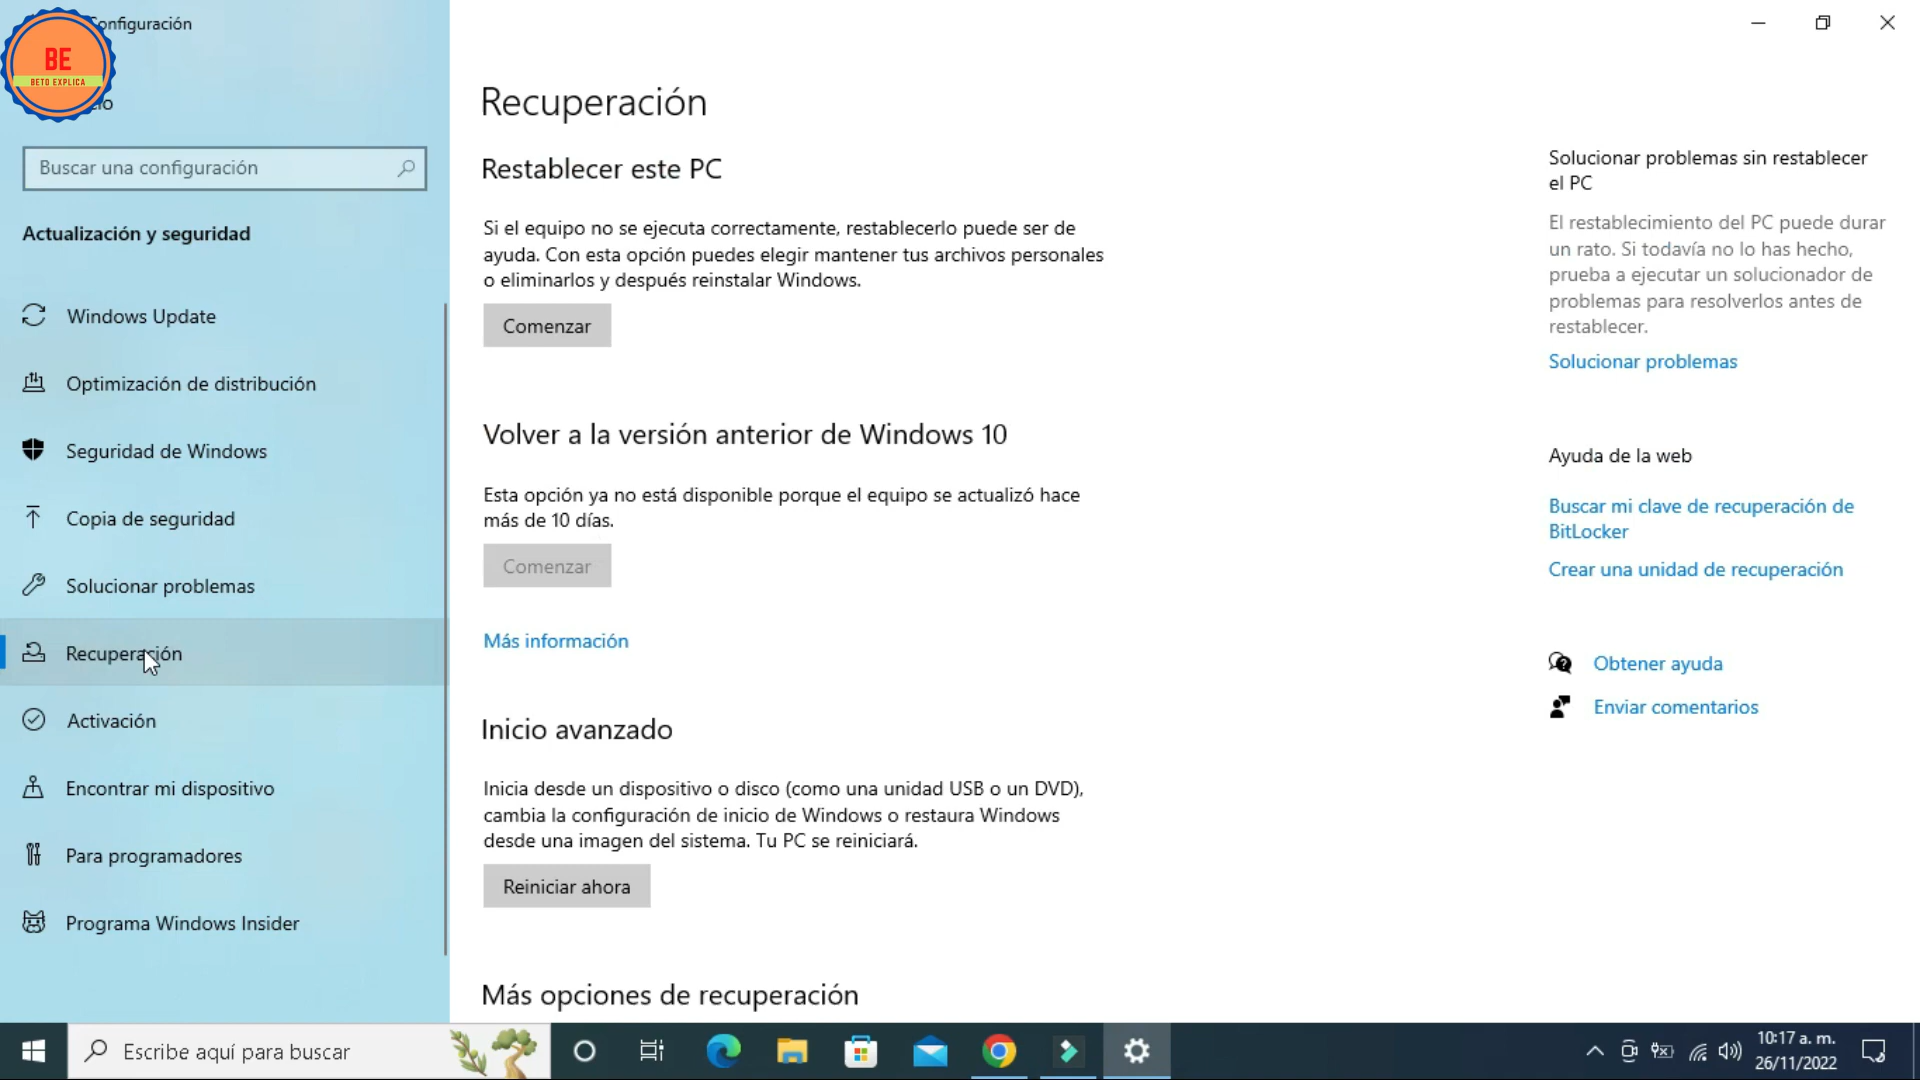 Configuración
BE
BETO EXPLICA
Buscar una configuración
Actualización y seguridad
Windows Update
Optimización de distribución
Seguridad de Windows
Copia de seguridad
Solucionar problemas
Recuperación
Activación
Encontrar mi dispositivo
Para programadores
Programa Windows Insider
Recuperación
Restablecer este PC
Si el equipo no se ejecuta correctamente, restablecerlo puede ser de
ayuda. Con esta opción puedes elegir mantener tus archivos personales
o eliminarlos y después reinstalar Windows.
Comenzar
Volver a la versión anterior de Windows 10
Esta opción ya no está disponible porque el equipo se actualizó hace
más de 10 días.
Comenzar
Más información
Inicio avanzado
Inicia desde un dispositivo o disco (como una unidad USB o un DVD),
cambia la configuración de inicio de Windows o restaura Windows
desde una imagen del sistema. Tu PC se reiniciará.
Reiniciar ahora
Más opciones de recuperación
Solucionar problemas sin restablecer
el PC
El restablecimiento del PC puede durar
un rato. Si todavía no lo has hecho,
prueba a ejecutar un solucionador de
problemas para resolverlos antes de
restablecer.
Solucionar problemas
Ayuda de la web
Buscar mi clave de recuperación de
BitLocker
Crear una unidad de recuperación
Obtener ayuda
Enviar comentarios
Escribe aquí para buscar
10:17 a. m.
26/11/2022